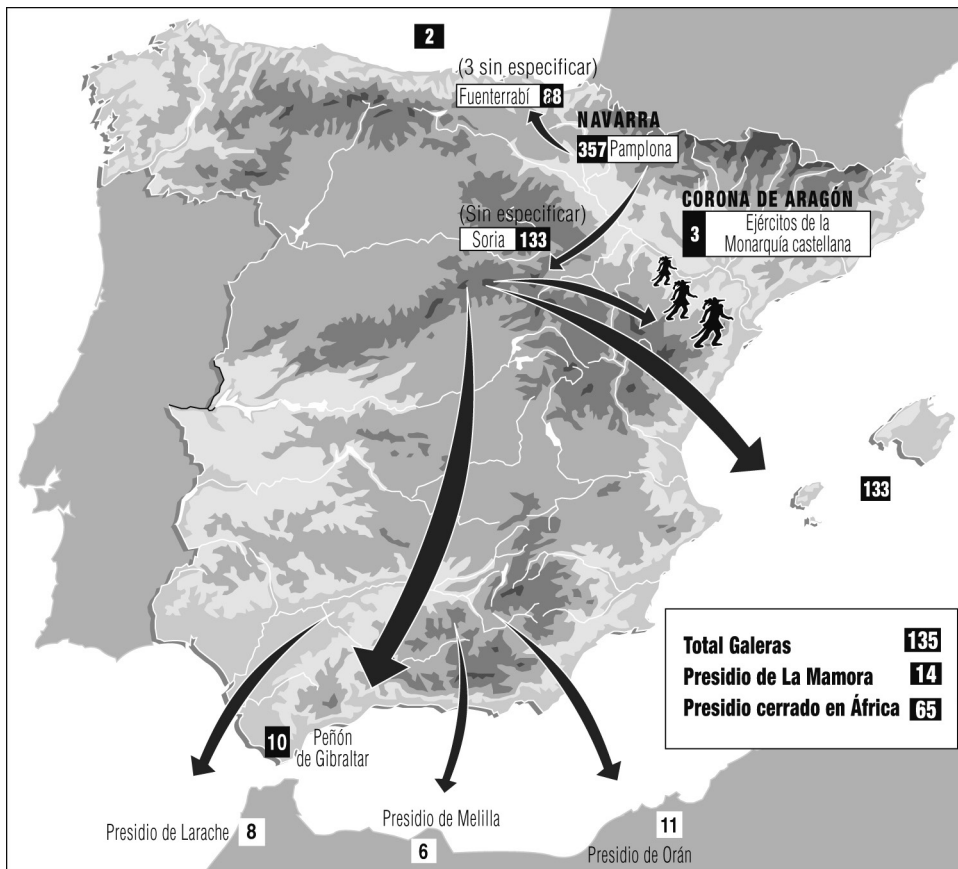 2
(3 sin especificar)
Fuenterrabí 88
NAVARRA
357 Pamplona
CORONA DE ARAGÓN
3 Ejércitos de la
Monarquía castellana
(Sin especificar)
Soria 133
133
Total Galeras 135
Presidio de La Mamora 14
Presidio cerrado en África 65
10 Peñón
de Gibraltar
Presidio de Larache 8
Presidio de Melilla
6
11
Presidio de Orán